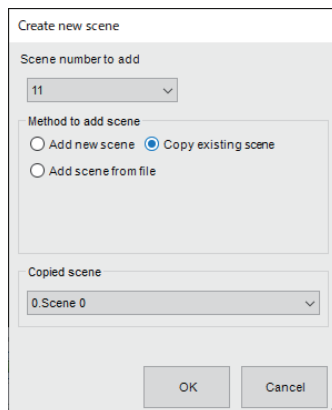 Create new scene
Scene number to add
11
Method to add scene
Add new scene Copy existing scene
Add scene from file
Copied scene
0.Scene 0
OK Cancel